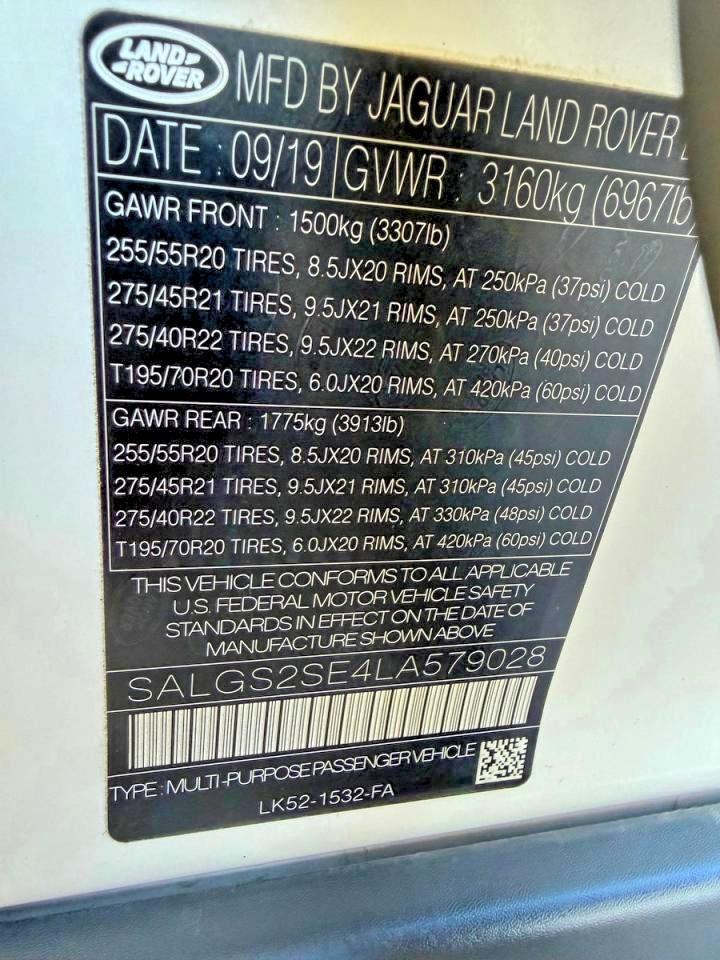 LAND ROVER
MFD BY JAGUAR LAND ROVER
DATE : 09/19 GVWR : 3160kg (6967lb)
GAWR FRONT : 1500kg (3307lb)
255/55R20 TIRES, 8.5JX20 RIMS, AT 250kPa (37psi) COLD
275/45R21 TIRES, 9.5JX21 RIMS, AT 250kPa (37psi) COLD
275/40R22 TIRES, 9.5JX22 RIMS, AT 270kPa (40psi) COLD
T195/70R20 TIRES, 6.0JX20 RIMS, AT 420kPa (60psi) COLD
GAWR REAR : 1775kg (3913lb)
255/55R20 TIRES, 8.5JX20 RIMS, AT 310kPa (45psi) COLD
275/45R21 TIRES, 9.5JX21 RIMS, AT 310kPa (45psi) COLD
275/40R22 TIRES, 9.5JX22 RIMS, AT 330kPa (48psi) COLD
T195/70R20 TIRES, 6.0JX20 RIMS, AT 420kPa (60psi) COLD
THIS VEHICLE CONFORMS TO ALL APPLICABLE
U.S. FEDERAL MOTOR VEHICLE SAFETY
STANDARDS IN EFFECT ON THE DATE OF
MANUFACTURE SHOWN ABOVE
SALGS2SE4LA579028
TYPE : MULTI-PURPOSE PASSENGER VEHICLE
LK52-1532-FA